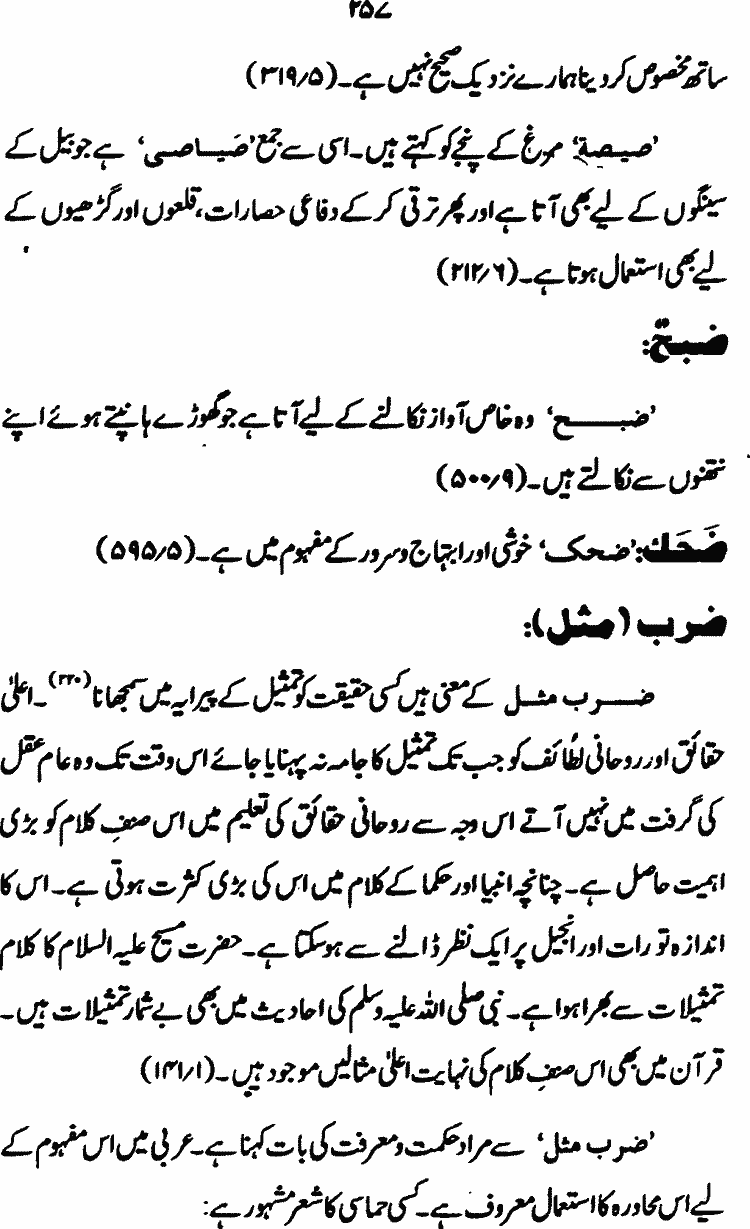 ۲۵۷
ساتھ مخصوص کر دینا ہمارے نزدیک صحیح نہیں ہے۔ (۳۱۹/۵)
’صیصۃ‘ مرغ کے پنجے کو کہتے ہیں۔ اسی سے جمع ’صَیـاصی‘ ہے جو بیل کے
سینگوں کے لیے بھی آتا ہے اور پھر ترقی کر کے دفاعی حصارات، قلعوں اور گڑھیوں کے
لیے بھی استعمال ہوتا ہے۔ (۲۱۲/۶)
ضبح:
’ضبـــح‘ وہ خاص آواز نکالنے کے لیے آتا ہے جو گھوڑے ہانپتے ہوئے اپنے
نتھنوں سے نکالتے ہیں۔ (۵۰۰/۹)
ضَحَكَ: ’ضحک‘ خوشی اور ابتہاج و سرور کے مفہوم میں ہے۔ (۵۹۵/۵)
ضرب (مثل):
ضـــرب مثـل کے معنی ہیں کسی حقیقت کو تمثیل کے پیرایہ میں سمجھانا (۲۲۰)۔ اعلیٰ
حقائق اور روحانی لطائف کو جب تک تمثیل کا جامہ نہ پہنایا جائے اس وقت تک وہ عام عقل
کی گرفت میں نہیں آتے اس وجہ سے روحانی حقائق کی تعلیم میں اس صنفِ کلام کو بڑی
اہمیت حاصل ہے۔ چنانچہ انبیا اور حکما کے کلام میں اس کی بڑی کثرت ہوتی ہے۔ اس کا
اندازہ تورات اور انجیل پر ایک نظر ڈالنے سے ہوسکتا ہے۔ حضرت مسیح علیہ السلام کا کلام
تمثیلات سے بھرا ہوا ہے۔ نبی صلی اللہ علیہ وسلم کی احادیث میں بھی بے شمار تمثیلات ہیں۔
قرآن میں بھی اس صنفِ کلام کی نہایت اعلیٰ مثالیں موجود ہیں۔ (۱۴۱/۱)
’ضرب مثل‘ سے مراد حکمت و معرفت کی بات کہنا ہے۔ عربی میں اس مفہوم کے
لیے اس محاورہ کا استعمال معروف ہے۔ کسی حماسی کا شعر مشہور ہے: